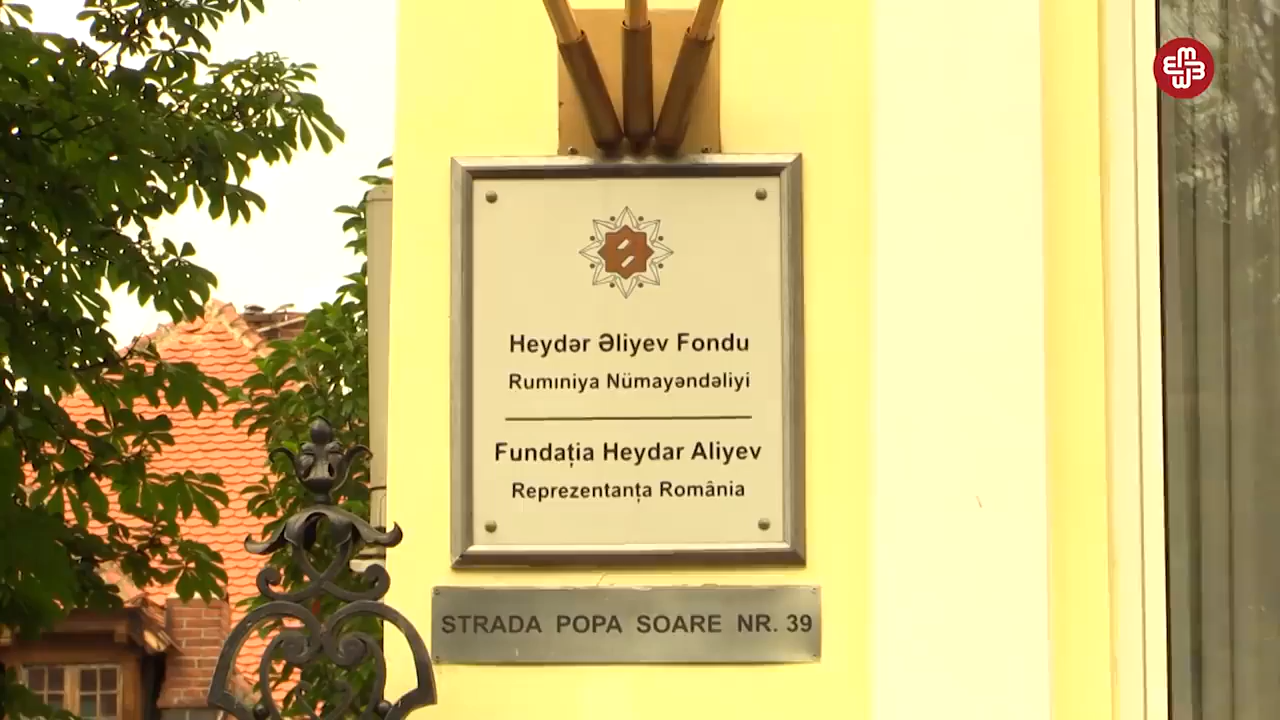 Heydər Əliyev Fondu
Rumıniya Nümayəndəliyi
Fundația Heydar Aliyev
Reprezentanța România
STRADA POPA SOARE NR. 39